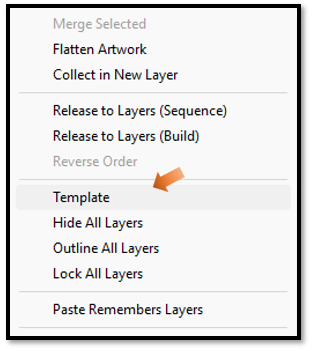 Merge Selected
Flatten Artwork
Collect in New Layer
Release to Layers (Sequence)
Release to Layers (Build)
Reverse Order
Template
Hide All Layers
Outline All Layers
Lock All Layers
Paste Remembers Layers